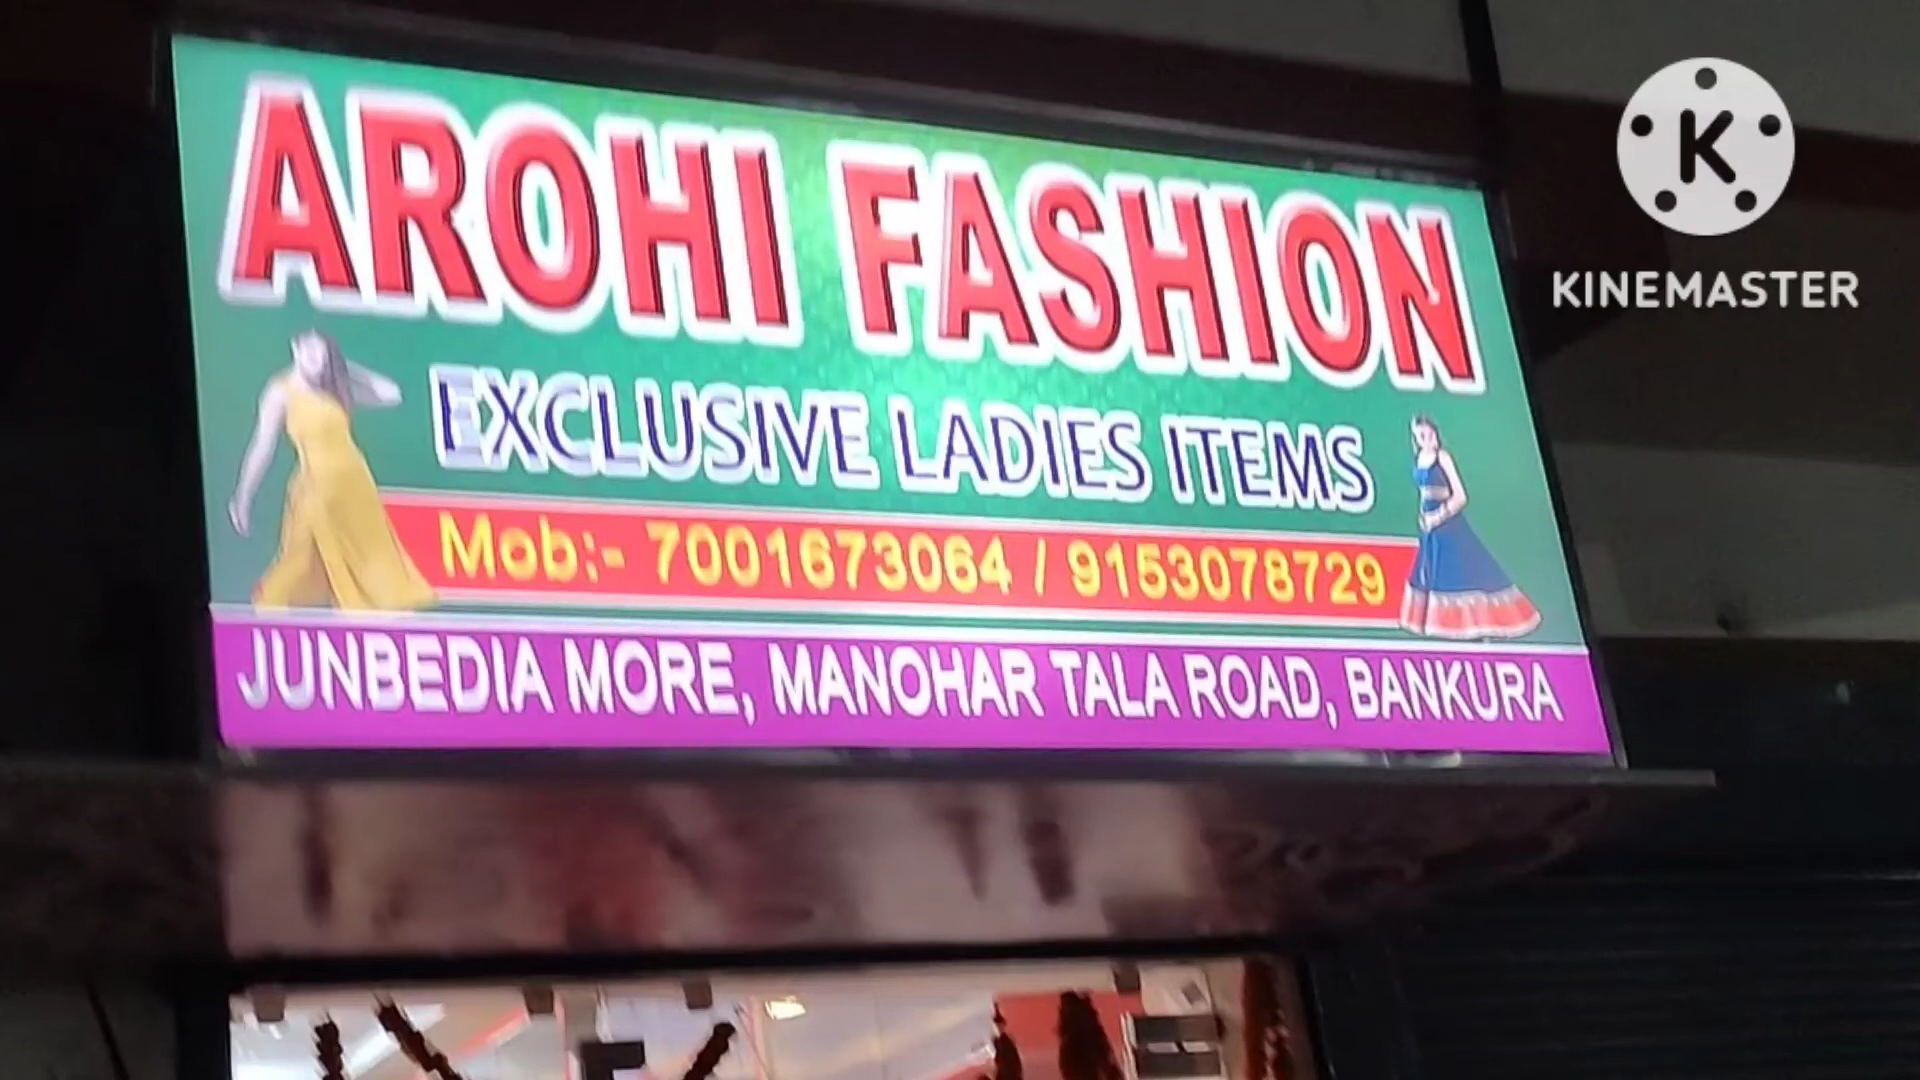 AROHI FASHION
EXCLUSIVE LADIES ITEMS
Mob:- 7001673064 / 9153078729
JUNBEDIA MORE, MANOHAR TALA ROAD, BANKURA
K
KINEMASTER